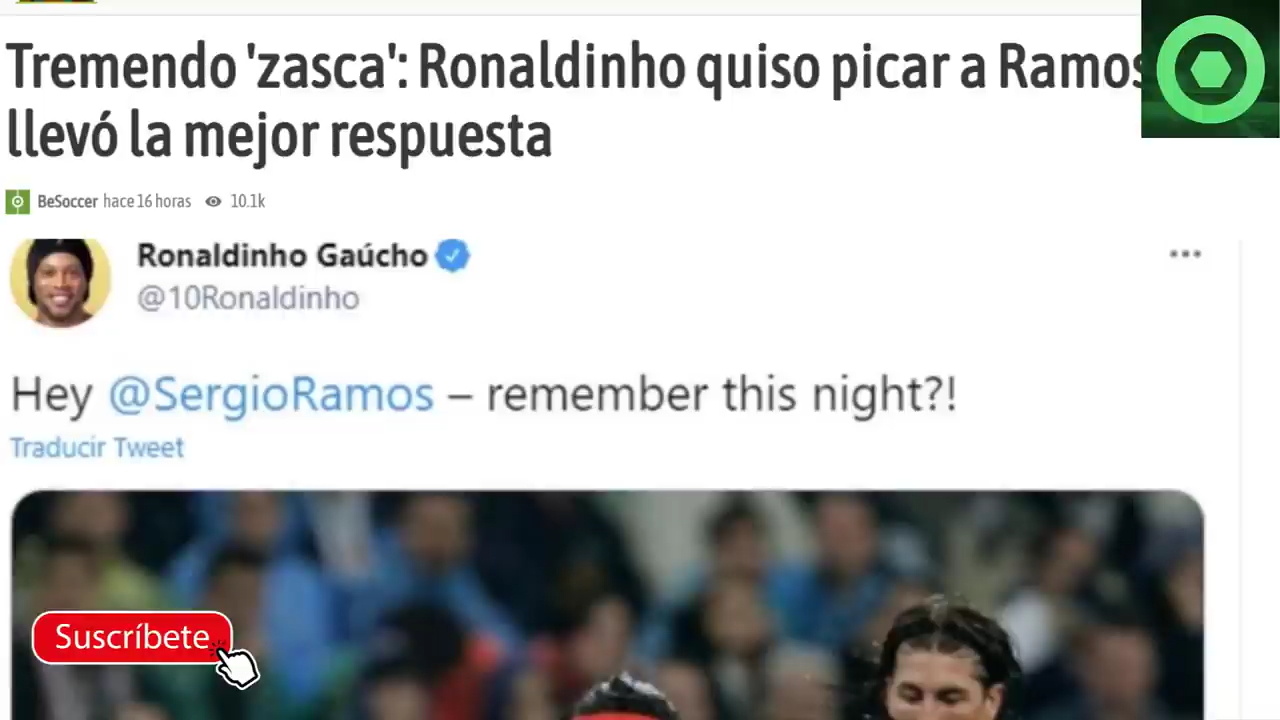 Tremendo 'zasca': Ronaldinho quiso picar a Ramos
llevó la mejor respuesta
BeSoccer hace 16 horas 10.1k
Ronaldinho Gaúcho
@10Ronaldinho
Hey @SergioRamos – remember this night?!
Traducir Tweet
Suscríbete